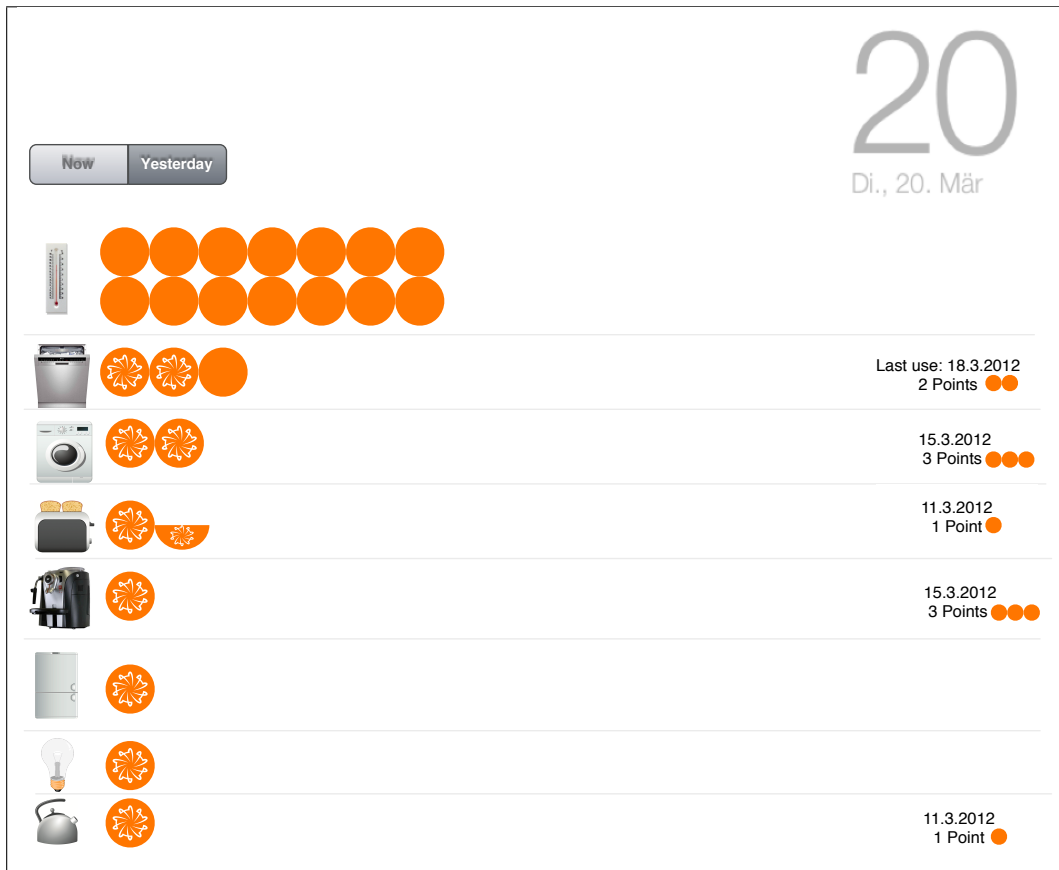 20
Di., 20. Mär
Now
Yesterday
Last use: 18.3.2012
2 Points
15.3.2012
3 Points
11.3.2012
1 Point
15.3.2012
3 Points
11.3.2012
1 Point